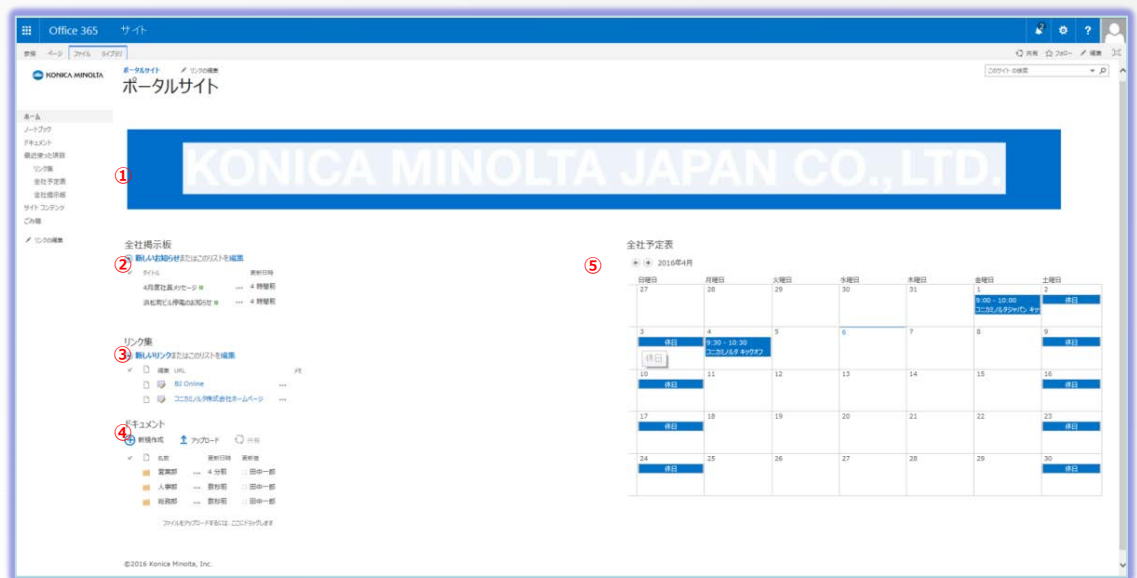 Office 365 サイト 2 ?
参照 ページ ファイル ライブラリ 共有 フォロー 編集
KONICA MINOLTA ポータルサイト リンクの編集 このサイトの検索
ポータルサイト
ホーム
ノートブック
ドキュメント
最近使った項目
リンク集
全社予定表
全社掲示板
サイト コンテンツ
ごみ箱
リンクの編集
① KONICA MINOLTA JAPAN CO., LTD.
全社掲示板
② 新しいお知らせまたはこのリストを編集
✓ タイトル 更新日時
4月度社長メッセージ ... 4 時間前
浜松町ビル停電のお知らせ ... 4 時間前
リンク集
③ 新しいリンクまたはこのリストを編集
✓ 編集 URL メモ
BJ Online ...
コニカミノルタ株式会社ホームページ ...
ドキュメント
④ 新規作成 アップロード 共有
✓ 名前 更新日時 更新者
営業部 ... 4 分前 田中一郎
人事部 ... 数秒前 田中一郎
総務部 ... 数秒前 田中一郎
ファイルをアップロードするには、ここにドラッグします
全社予定表
⑤ 2016年4月
日曜日 月曜日 火曜日 水曜日 木曜日 金曜日 土曜日
27 28 29 30 31 1 2
9:00 - 10:00 休日
コニカミノルタジャパン キッ
3 4 5 6 7 8 9
休日 9:30 - 10:30 休日
コニカミノルタ キックオフ
休日
10 11 12 13 14 15 16
休日 休日
17 18 19 20 21 22 23
休日 休日
24 25 26 27 28 29 30
休日 休日
©2016 Konica Minolta, Inc.